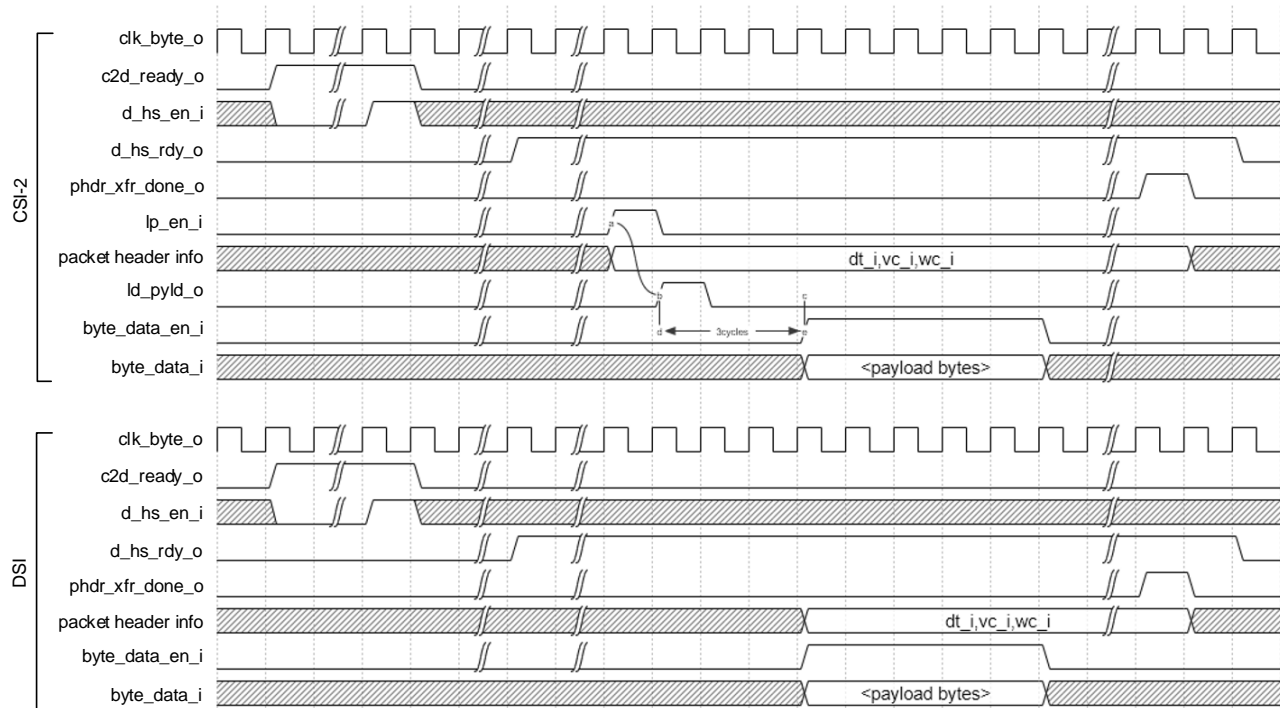 CSI-2
clk_byte_o
c2d_ready_o
d_hs_en_i
d_hs_rdy_o
phdr_xfr_done_o
lp_en_i
packet header info
dt_i,vc_i,wc_i
ld_pyld_o
a
b
c
d
3cycles
e
byte_data_en_i
byte_data_i
<payload bytes>
DSI
clk_byte_o
c2d_ready_o
d_hs_en_i
d_hs_rdy_o
phdr_xfr_done_o
packet header info
dt_i,vc_i,wc_i
byte_data_en_i
byte_data_i
<payload bytes>